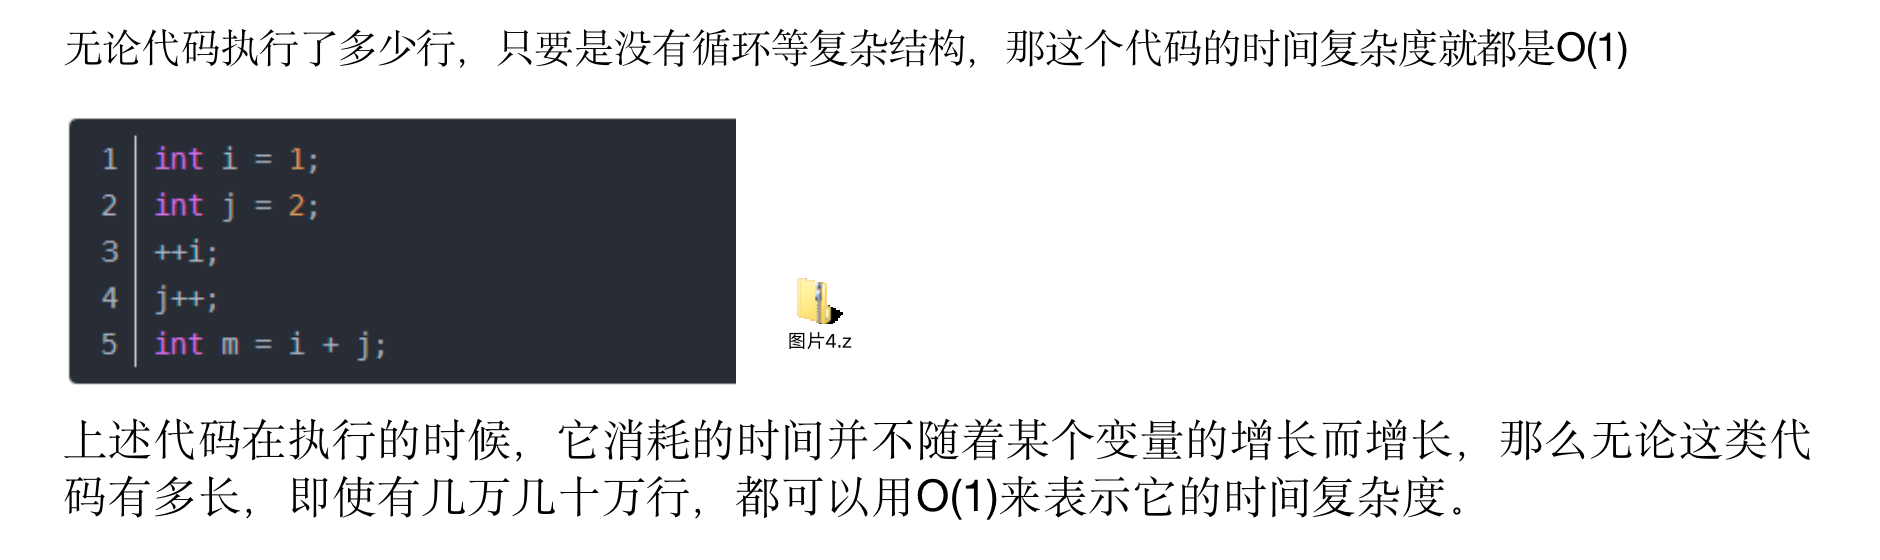 无论代码执行了多少行，只要是没有循环等复杂结构，那这个代码的时间复杂度就都是O(1)
1 int i = 1;
2 int j = 2;
3 ++i;
4 j++;
5 int m = i + j;
图片4.z
上述代码在执行的时候，它消耗的时间并不随着某个变量的增长而增长，那么无论这类代
码有多长，即使有几万几十万行，都可以用O(1)来表示它的时间复杂度。